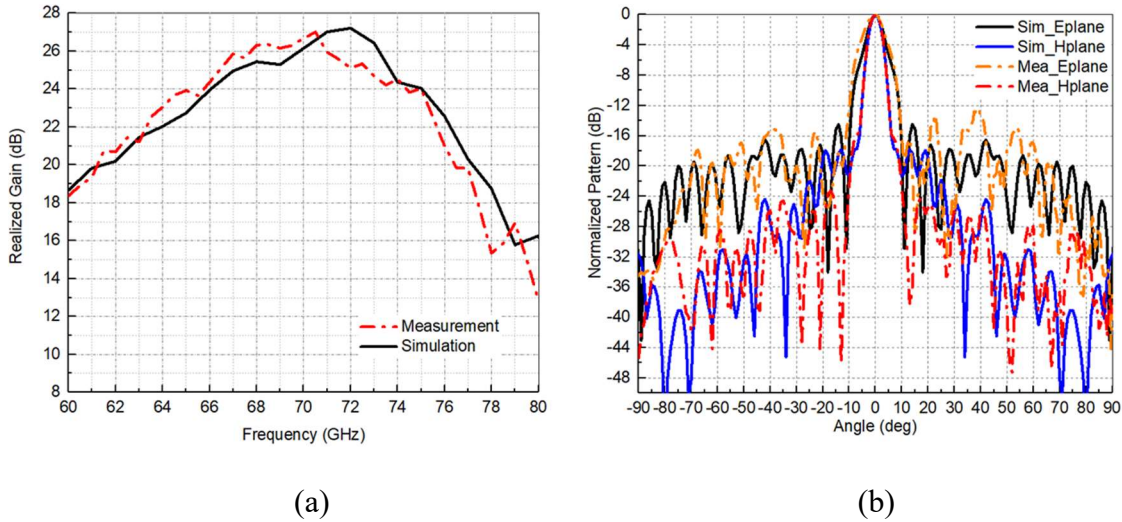 28
26
24
22
20
18
16
14
12
10
8
Realized Gain (dB)
Measurement
Simulation
60 62 64 66 68 70 72 74 76 78 80
Frequency (GHz)
(a)
0
-4
-8
-12
-16
-20
-24
-28
-32
-36
-40
-44
-48
Normalized Pattern (dB)
Sim_Eplane
Sim_Hplane
Mea_Eplane
Mea_Hplane
-90 -80 -70 -60 -50 -40 -30 -20 -10 0 10 20 30 40 50 60 70 80 90
Angle (deg)
(b)